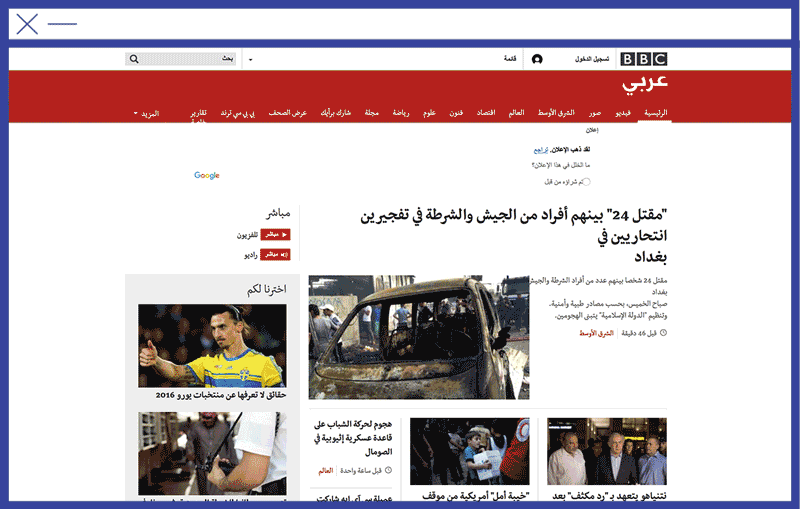 BBC
تسجيل الدخول
قائمة
بحث
عربي
الرئيسية
فيديو
صور
الشرق الأوسط
العالم
اقتصاد
فنون
علوم
رياضة
مجلة
شارك برأيك
عرض الصحف
بي بي سي ترند
تقارير
المزيد
إعلان
لقد ذهب الإعلان. تراجع
ما الخلل في هذا الإعلان؟
تم شراؤه من قبل
Google
"مقتل 24" بينهم أفراد من الجيش والشرطة في تفجيرين
انتحاريين في
بغداد
مقتل 24 شخصا بينهم عدد من أفراد الشرطة والجيش
بغداد
صباح الخميس، بحسب مصادر طبية وأمنية،
وتنظيم "الدولة الإسلامية" يتبنى الهجومين.
قبل 46 دقيقة
الشرق الأوسط
مباشر
مباشر تلفزيون
مباشر راديو
اخترنا لكم
حقائق لا تعرفها عن منتخبات يورو 2016
نتنياهو يتعهد بـ "رد مكثف" بعد
"خيبة أمل" أمريكية من موقف
هجوم لحركة الشباب على
قاعدة عسكرية إثيوبية في
الصومال
قبل ساعة واحدة
العالم
عميلة سي آي إيه شاركت